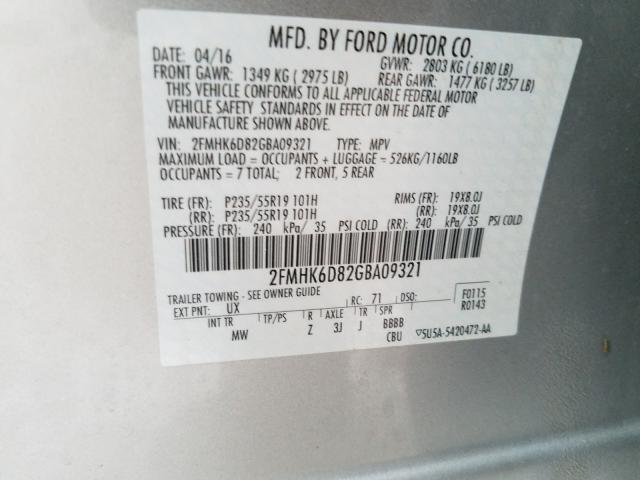 MFD. BY FORD MOTOR CO.
DATE: 04/16 GVWR: 2803 KG ( 6180 LB)
FRONT GAWR: 1349 KG ( 2975 LB) REAR GAWR: 1477 KG ( 3257 LB)
THIS VEHICLE CONFORMS TO ALL APPLICABLE FEDERAL MOTOR
VEHICLE SAFETY STANDARDS IN EFFECT ON THE DATE OF
MANUFACTURE SHOWN ABOVE.
VIN: 2FMHK6D82GBA09321 TYPE: MPV
MAXIMUM LOAD = OCCUPANTS + LUGGAGE = 526KG/1160LB
OCCUPANTS = 7 TOTAL; 2 FRONT, 5 REAR
TIRE (FR): P235/55R19 101H RIMS (FR): 19X8.0J
(RR): P235/55R19 101H (RR): 19X8.0J
PRESSURE (FR): 240 kPa/ 35 PSI COLD (RR): 240 kPa/ 35 PSI COLD
2FMHK6D82GBA09321
TRAILER TOWING - SEE OWNER GUIDE
EXT PNT: UX RC: 71 DSO: F0115
R0143
INT TR TP/PS R AXLE TR SPR
MW Z 3J J BBBB
CBU ▽5U5A-5420472-AA